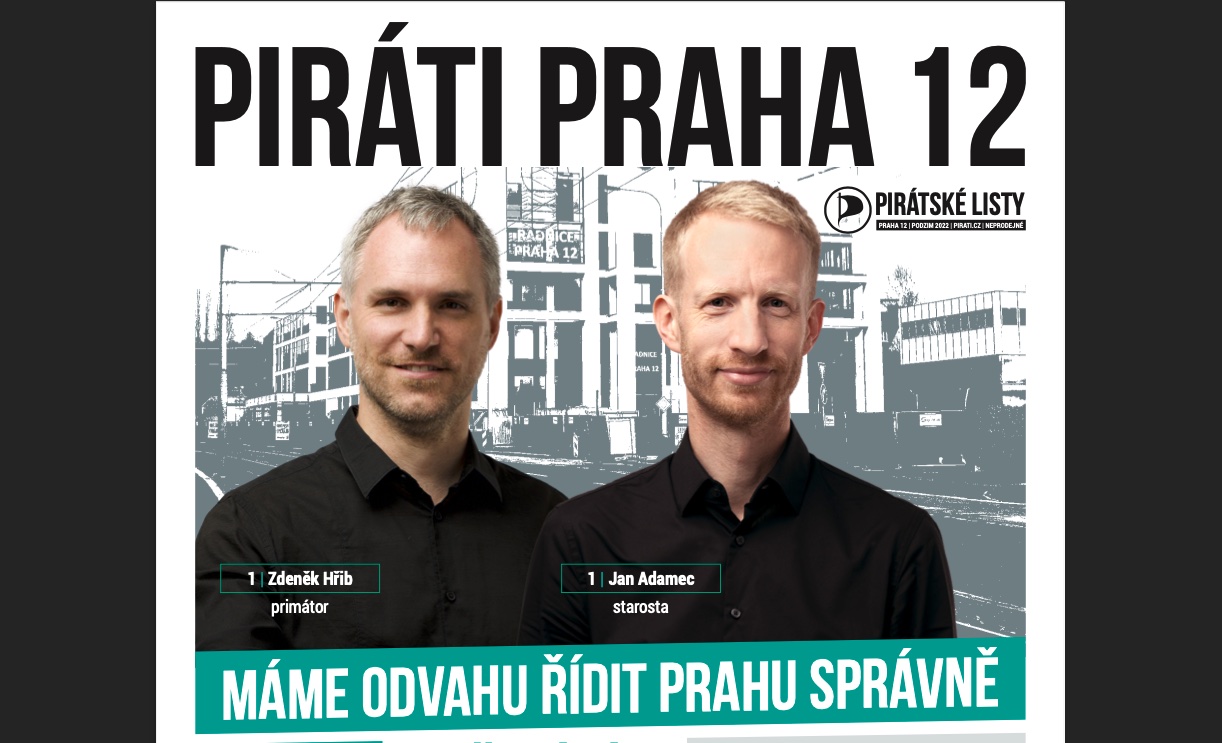 PIRÁTI PRAHA 12
PIRÁTSKÉ LISTY
PRAHA 12 | PODZIM 2022 | PIRATI.CZ | NEPRODEJNÉ
RADNICE
PRAHA 12
RADNICE
1 | Zdeněk Hřib
primátor
1 | Jan Adamec
starosta
MÁME ODVAHU ŘÍDIT PRAHU SPRÁVNĚ